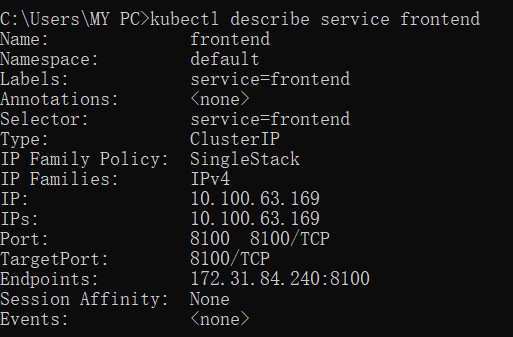 C:\Users\MY PC>kubectl describe service frontend
Name:              frontend
Namespace:         default
Labels:            service=frontend
Annotations:       <none>
Selector:          service=frontend
Type:              ClusterIP
IP Family Policy:  SingleStack
IP Families:       IPv4
IP:                10.100.63.169
IPs:               10.100.63.169
Port:              8100  8100/TCP
TargetPort:        8100/TCP
Endpoints:         172.31.84.240:8100
Session Affinity:  None
Events:            <none>